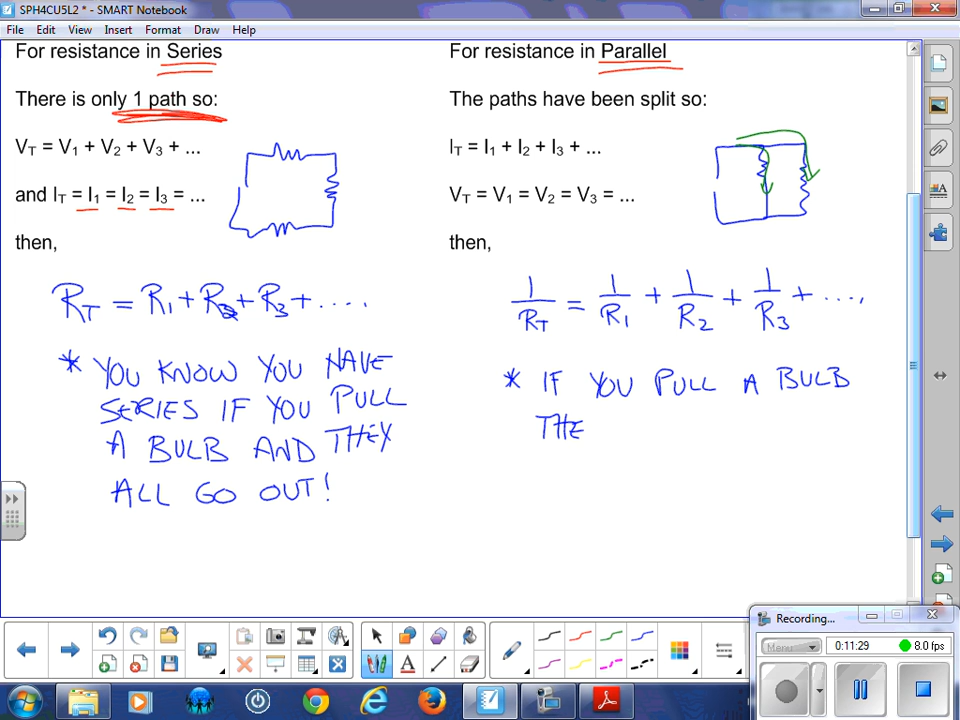 SPH4CU5L2 * - SMART Notebook
File Edit View Insert Format Draw Help
For resistance in Series
There is only 1 path so:
VT = V1 + V2 + V3 + ...
and IT = I1 = I2 = I3 = ...
then,
RT = R1 + R2 + R3 + ....
* YOU KNOW YOU HAVE
SERIES IF YOU PULL
A BULB AND THEY
ALL GO OUT!
For resistance in Parallel
The paths have been split so:
IT = I1 + I2 + I3 + ...
VT = V1 = V2 = V3 = ...
then,
1/RT = 1/R1 + 1/R2 + 1/R3 + ....
* IF YOU PULL A BULB
THE
Recording...
Menu
0:11:29
8.0 fps